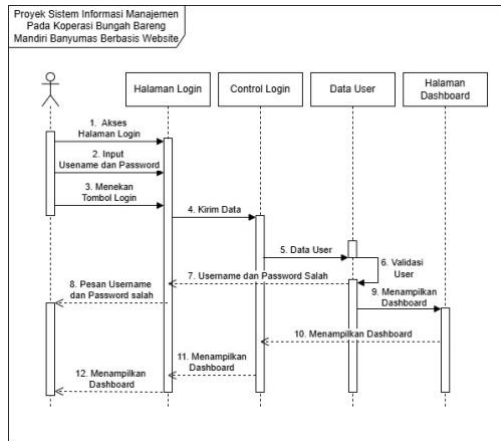 Proyek Sistem Informasi Manajemen
Pada Koperasi Bungah Bareng
Mandiri Banyumas Berbasis Website
Halaman Login
Control Login
Data User
Halaman
Dashboard
1. Akses
Halaman Login
2. Input
Usename dan Password
3. Menekan
Tombol Login
4. Kirim Data
5. Data User
6. Validasi
User
7. Username dan Password Salah
8. Pesan Username
dan Password salah
9. Menampilkan
Dashboard
10. Menampilkan Dashboard
11. Menampilkan
Dashboard
12. Menampilkan
Dashboard